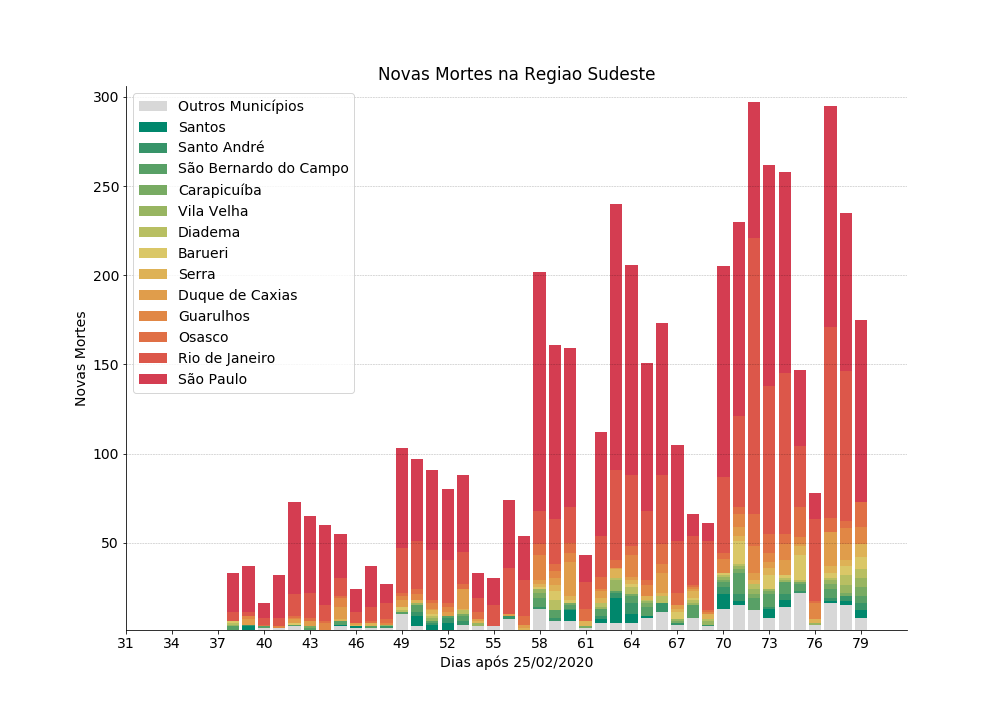 Novas Mortes na Regiao Sudeste
300
250
200
150
100
50
Novas Mortes
Outros Municípios
Santos
Santo André
São Bernardo do Campo
Carapicuíba
Vila Velha
Diadema
Barueri
Serra
Duque de Caxias
Guarulhos
Osasco
Rio de Janeiro
São Paulo
31 34 37 40 43 46 49 52 55 58 61 64 67 70 73 76 79
Dias após 25/02/2020